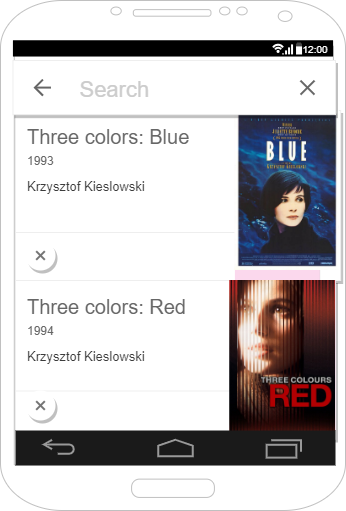 12:00
Search
Three colors: Blue
1993
Krzysztof Kieslowski
BLUE
Three colors: Red
1994
Krzysztof Kieslowski
THREE COLOURS
RED